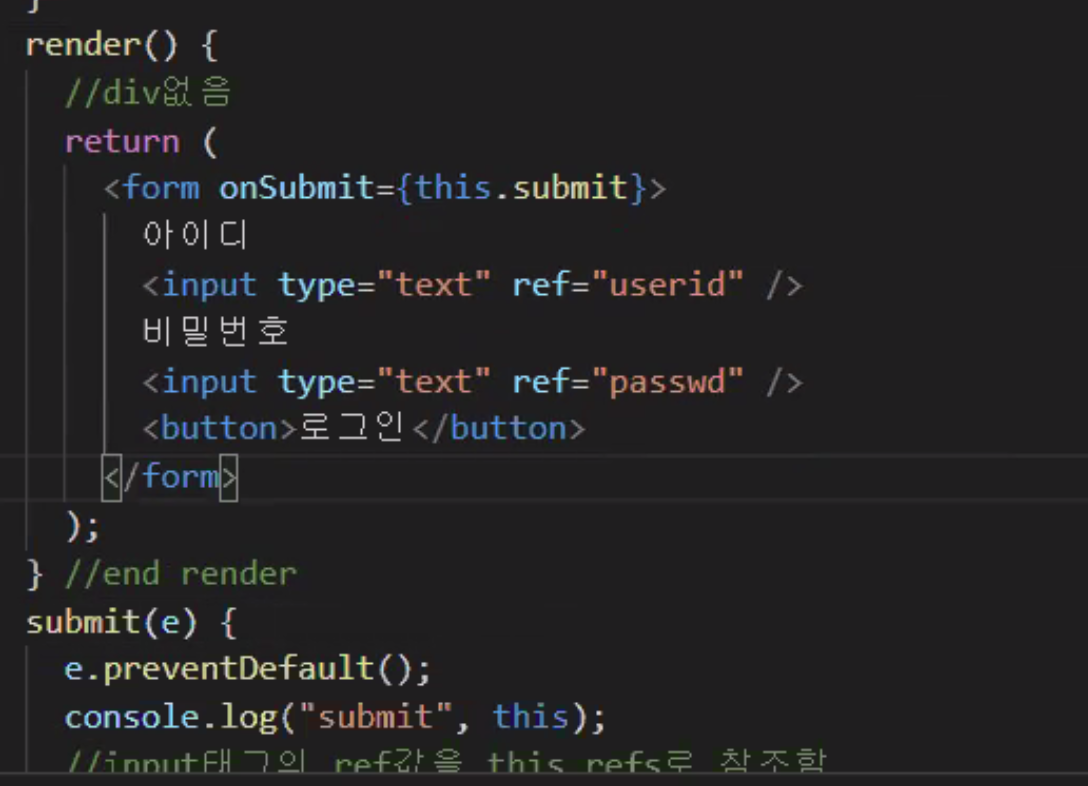 }
render() {
//div없음
return (
<form onSubmit={this.submit}>
아이디
<input type="text" ref="userid" />
비밀번호
<input type="text" ref="passwd" />
<button>로그인</button>
</form>
);
} //end render
submit(e) {
e.preventDefault();
console.log("submit", this);
//input태그의 ref값을 this.refs로 참조함